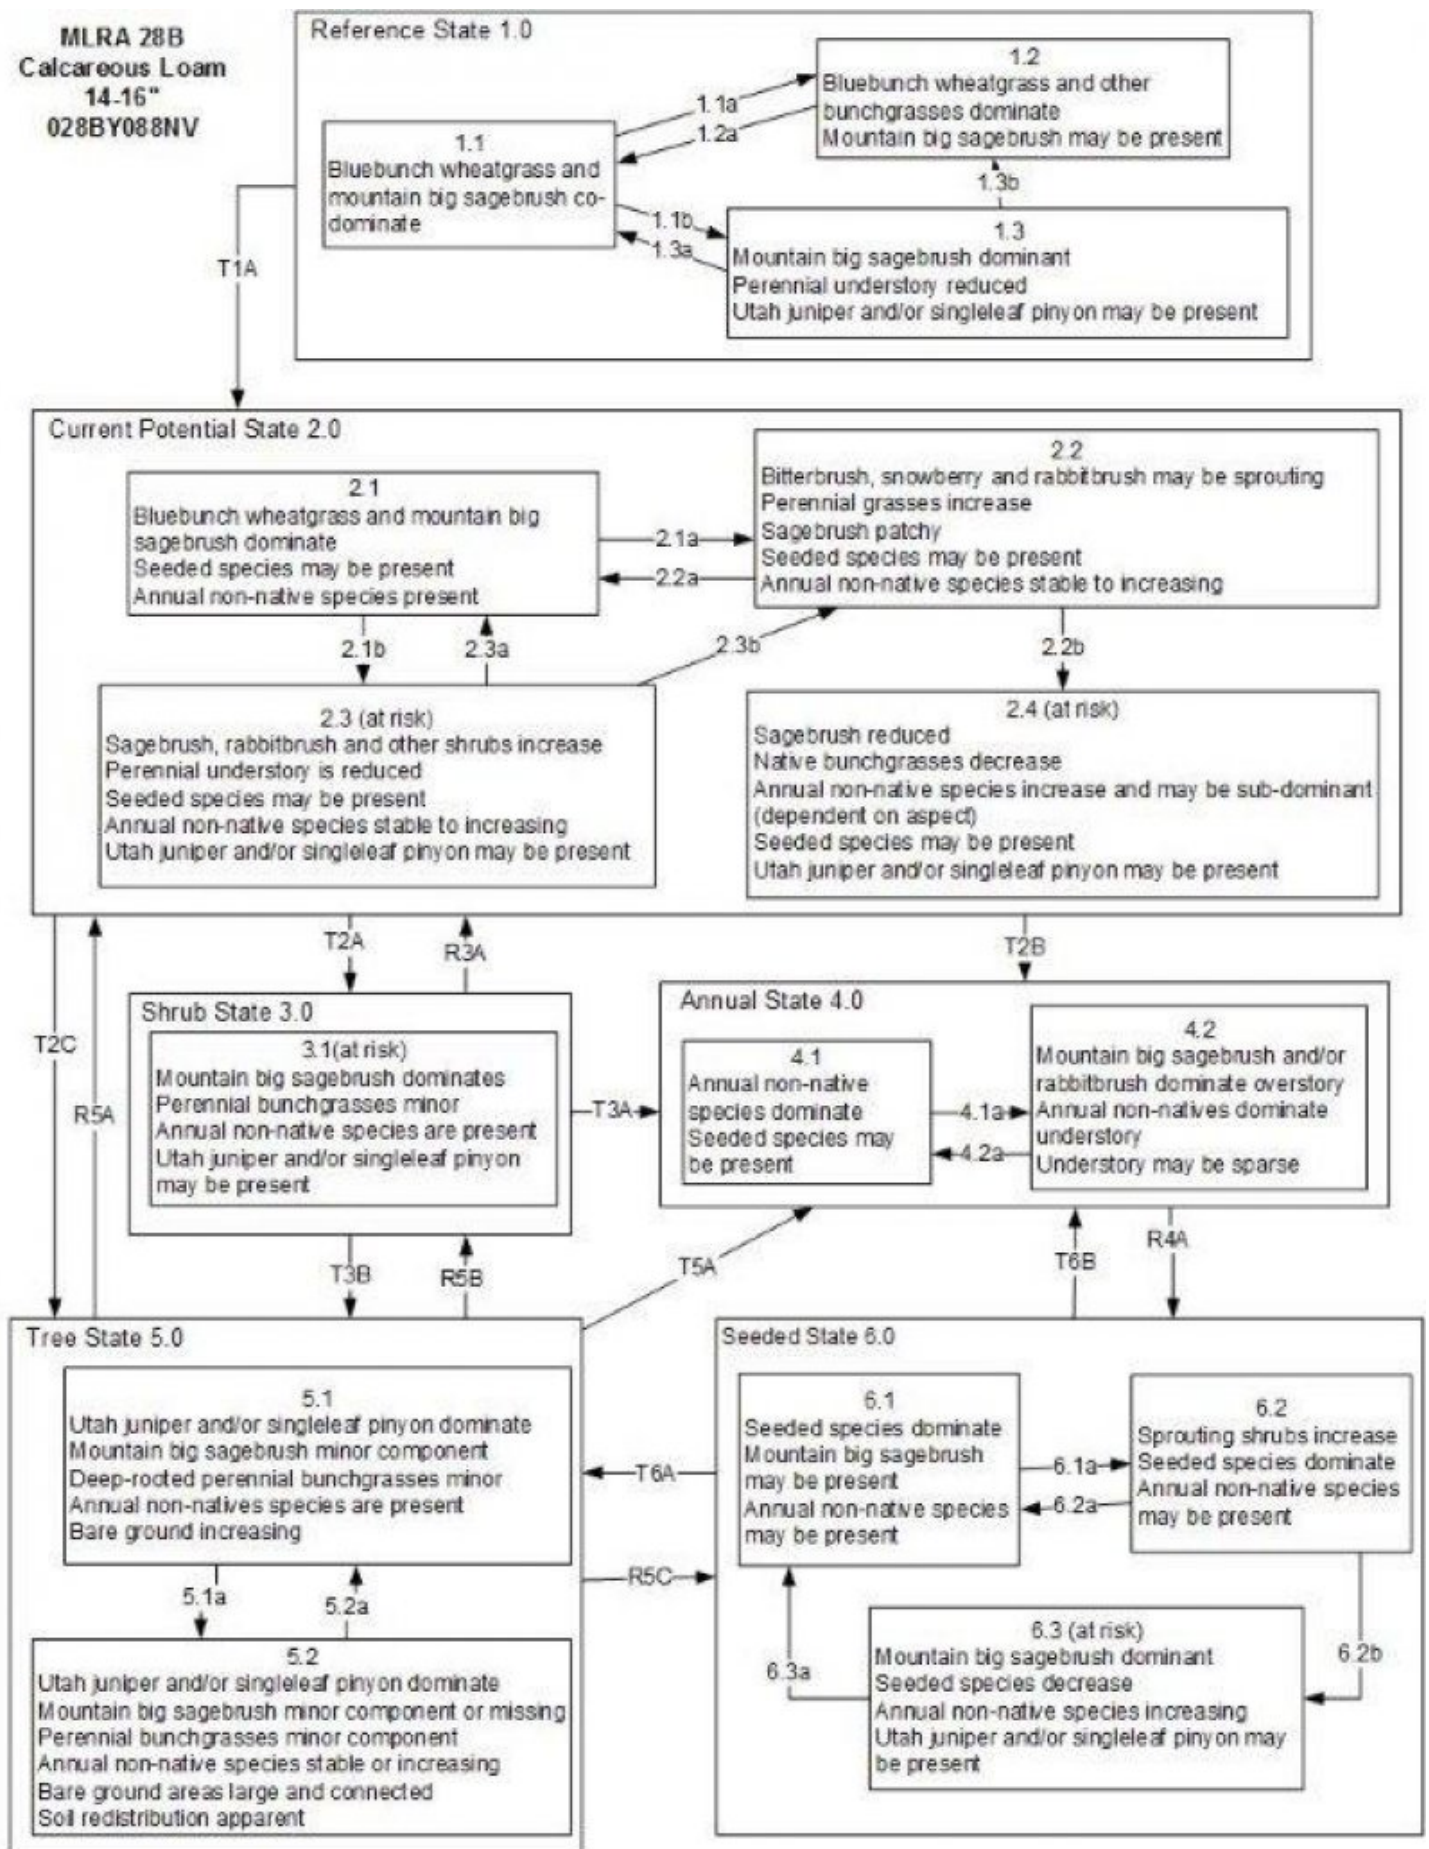 MLRA 28B
Calcareous Loam
14-16"
028BY088NV
Reference State 1.0
1.1
Bluebunch wheatgrass and
mountain big sagebrush co-
dominate
1.1a
1.2a
1.2
Bluebunch wheatgrass and other
bunchgrasses dominate
Mountain big sagebrush may be present
1.3b
1.1b
1.3a
1.3
Mountain big sagebrush dominant
Perennial understory reduced
Utah juniper and/or singleleaf pinyon may be present
T1A
Current Potential State 2.0
2.1
Bluebunch wheatgrass and mountain big
sagebrush dominate
Seeded species may be present
Annual non-native species present
2.1a
2.2a
2.2
Bitterbrush, snowberry and rabbitbrush may be sprouting
Perennial grasses increase
Sagebrush patchy
Seeded species may be present
Annual non-native species stable to increasing
2.1b
2.3a
2.3b
2.2b
2.3 (at risk)
Sagebrush, rabbitbrush and other shrubs increase
Perennial understory is reduced
Seeded species may be present
Annual non-native species stable to increasing
Utah juniper and/or singleleaf pinyon may be present
2.4 (at risk)
Sagebrush reduced
Native bunchgrasses decrease
Annual non-native species increase and may be sub-dominant
(dependent on aspect)
Seeded species may be present
Utah juniper and/or singleleaf pinyon may be present
T2C
R5A
T2A
R3A
T2B
Shrub State 3.0
3.1(at risk)
Mountain big sagebrush dominates
Perennial bunchgrasses minor
Annual non-native species are present
Utah juniper and/or singleleaf pinyon
may be present
T3A
Annual State 4.0
4.1
Annual non-native
species dominate
Seeded species may
be present
4.1a
4.2a
4.2
Mountain big sagebrush and/or
rabbitbrush dominate overstory
Annual non-natives dominate
understory
Understory may be sparse
T3B
R5B
T5A
T6B
R4A
Tree State 5.0
5.1
Utah juniper and/or singleleaf pinyon dominate
Mountain big sagebrush minor component
Deep-rooted perennial bunchgrasses minor
Annual non-natives species are present
Bare ground increasing
5.1a
5.2a
5.2
Utah juniper and/or singleleaf pinyon dominate
Mountain big sagebrush minor component or missing
Perennial bunchgrasses minor component
Annual non-native species stable or increasing
Bare ground areas large and connected
Soil redistribution apparent
T6A
R5C
Seeded State 6.0
6.1
Seeded species dominate
Mountain big sagebrush
may be present
Annual non-native species
may be present
6.1a
6.2a
6.2
Sprouting shrubs increase
Seeded species dominate
Annual non-native species
may be present
6.3a
6.2b
6.3 (at risk)
Mountain big sagebrush dominant
Seeded species decrease
Annual non-native species increasing
Utah juniper and/or singleleaf pinyon may
be present